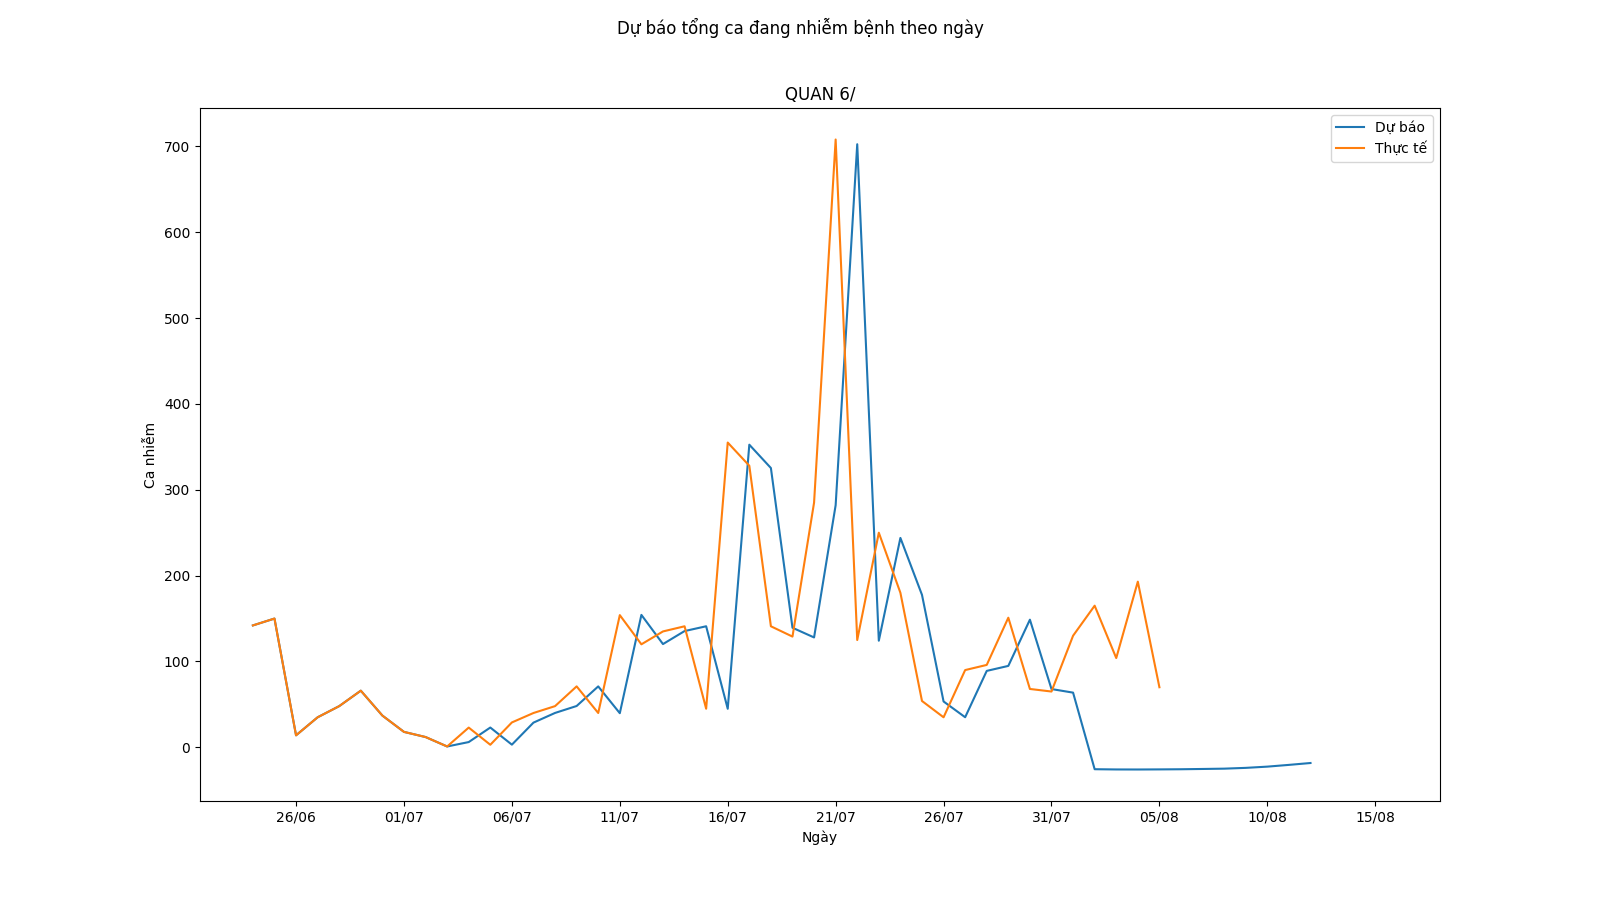 Dự báo tổng ca đang nhiễm bệnh theo ngày
QUAN 6/
Dự báo
Thực tế
Ca nhiễm
700
600
500
400
300
200
100
0
26/06 01/07 06/07 11/07 16/07 21/07 26/07 31/07 05/08 10/08 15/08
Ngày